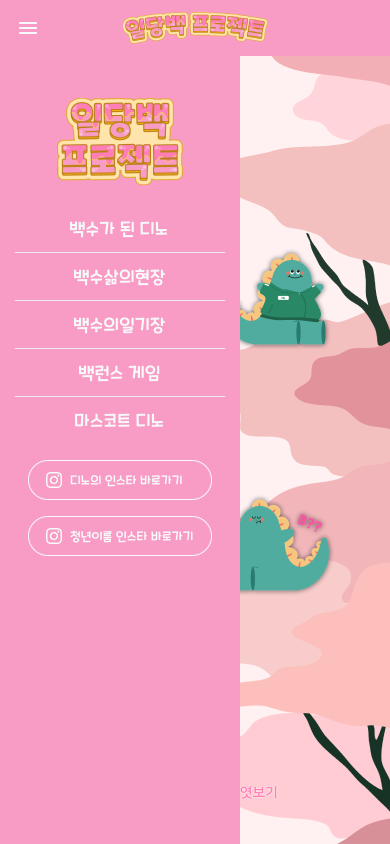 일당백 프로젝트
일당백
프로젝트
백수가 된 디노
백수삶의현장
백수의일기장
백런스 게임
마스코트 디노
디노의 인스타 바로가기
청년이룸 인스타 바로가기
엿보기